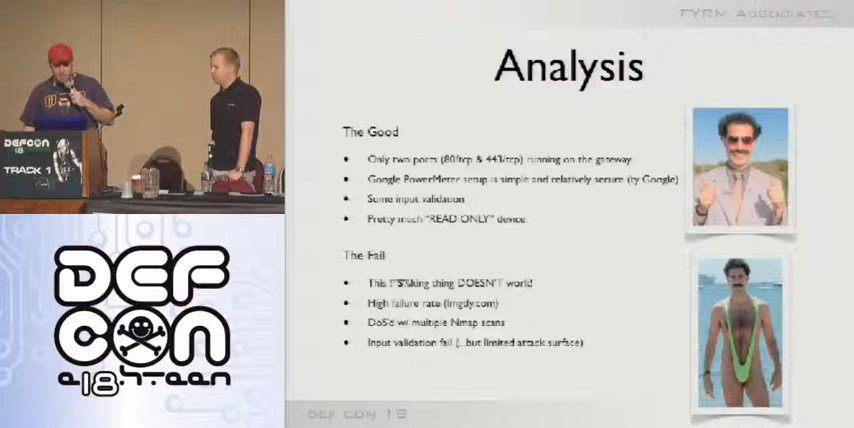 FYRM ASSOCIATES
Analysis
The Good
• Only two ports (80/tcp & 443/tcp) running on the gateway
• Google PowerMeter setup is simple and relatively secure (ty Google)
• Some input validation
• Pretty much "READ ONLY" device
The Fail
• This !"$%king thing DOESN'T work!
• High failure rate (lmgdy.com)
• DoS'd w/ multiple Nmap scans
• Input validation fail (...but limited attack surface)
DEF CON 18
DEFCON
18
TRACK 1
DEF
CON
e18hteen